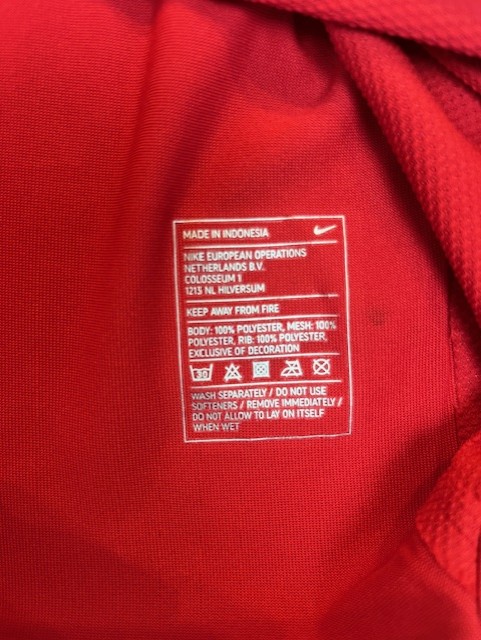 MADE IN INDONESIA
NIKE EUROPEAN OPERATIONS
NETHERLANDS B.V.
COLOSSEUM 1
1213 NL HILVERSUM
KEEP AWAY FROM FIRE
BODY: 100% POLYESTER, MESH: 100%
POLYESTER, RIB: 100% POLYESTER,
EXCLUSIVE OF DECORATION
30
WASH SEPARATELY / DO NOT USE
SOFTENERS / REMOVE IMMEDIATELY /
DO NOT ALLOW TO LAY ON ITSELF
WHEN WET